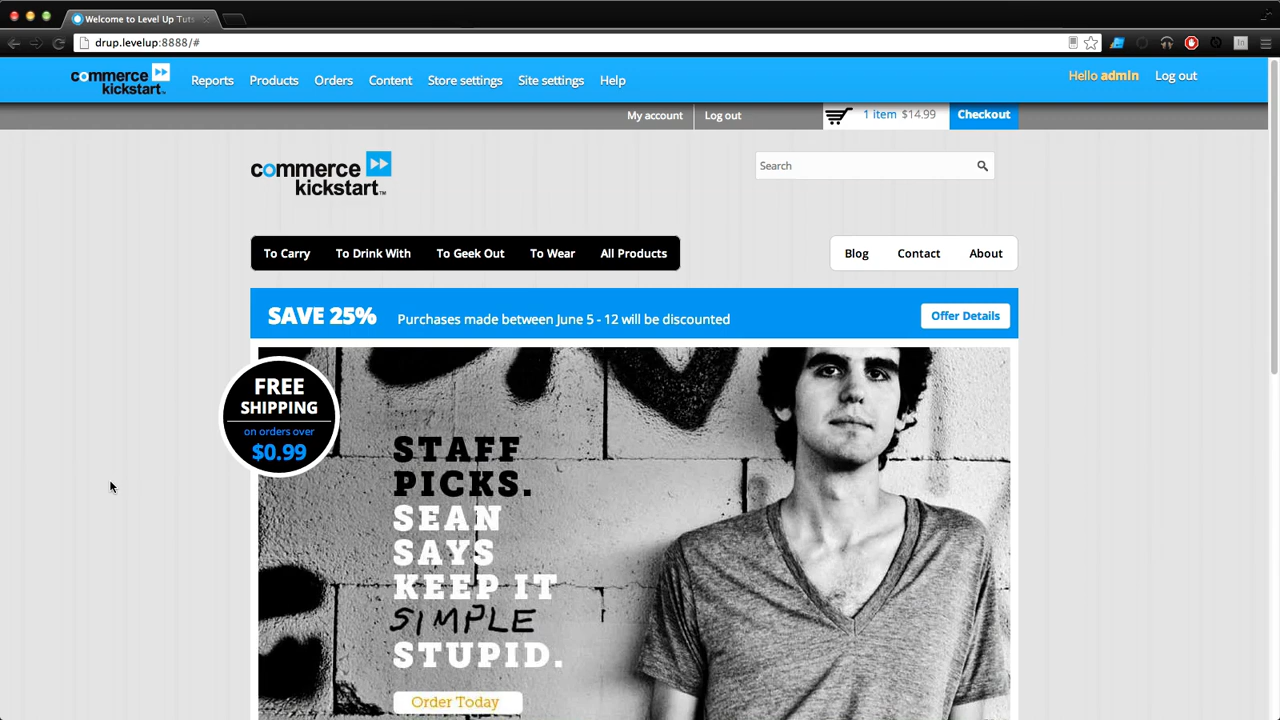 Welcome to Level Up Tuts
drup.levelup:8888/#
commerce kickstart™ Reports Products Orders Content Store settings Site settings Help Hello admin Log out
My account Log out 1 item $14.99 Checkout
commerce
kickstart™
Search
To Carry To Drink With To Geek Out To Wear All Products Blog Contact About
SAVE 25% Purchases made between June 5 - 12 will be discounted Offer Details
FREE
SHIPPING
on orders over
$0.99
STAFF
PICKS.
SEAN
SAYS
KEEP IT
SIMPLE
STUPID.
Order Today